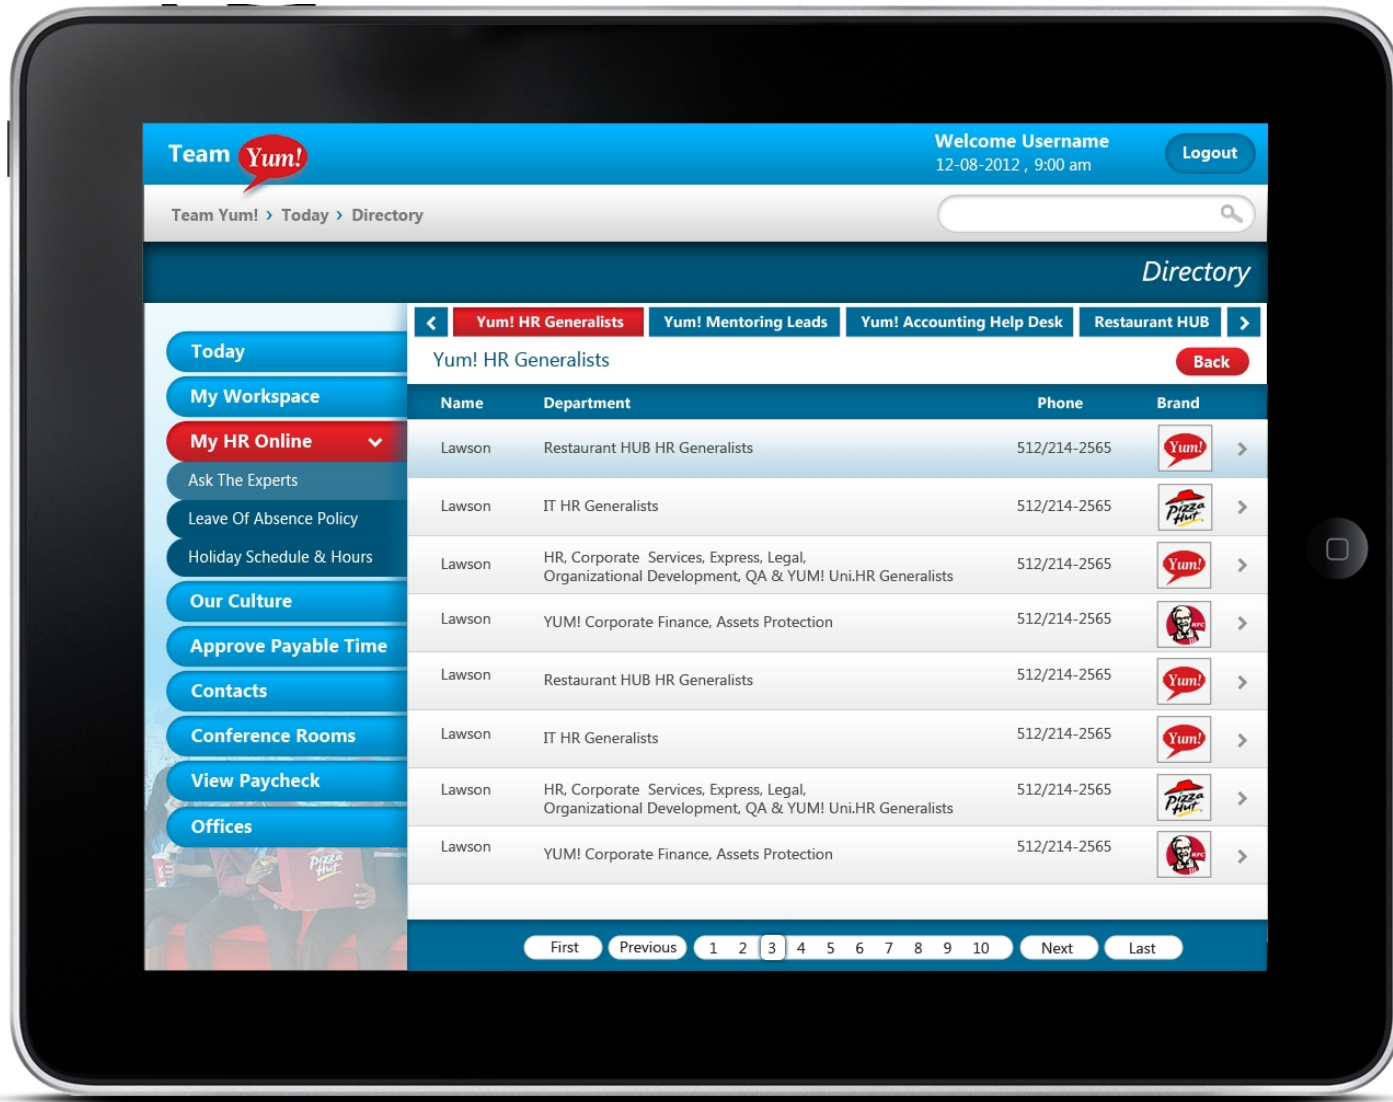 Team Yum!
Welcome Username
12-08-2012 , 9:00 am
Logout
Team Yum! > Today > Directory
Directory
Today
My Workspace
My HR Online
Ask The Experts
Leave Of Absence Policy
Holiday Schedule & Hours
Our Culture
Approve Payable Time
Contacts
Conference Rooms
View Paycheck
Offices
Pizza
Hut
Yum! HR Generalists Yum! Mentoring Leads Yum! Accounting Help Desk Restaurant HUB
Yum! HR Generalists
Back
Name Department Phone Brand
Lawson Restaurant HUB HR Generalists 512/214-2565 Yum!
Lawson IT HR Generalists 512/214-2565 Pizza Hut
Lawson HR, Corporate Services, Express, Legal,
Organizational Development, QA & YUM! Uni.HR Generalists 512/214-2565 Yum!
Lawson YUM! Corporate Finance, Assets Protection 512/214-2565 KFC
Lawson Restaurant HUB HR Generalists 512/214-2565 Yum!
Lawson IT HR Generalists 512/214-2565 Yum!
Lawson HR, Corporate Services, Express, Legal,
Organizational Development, QA & YUM! Uni.HR Generalists 512/214-2565 Pizza Hut
Lawson YUM! Corporate Finance, Assets Protection 512/214-2565 KFC
First Previous 1 2 3 4 5 6 7 8 9 10 Next Last